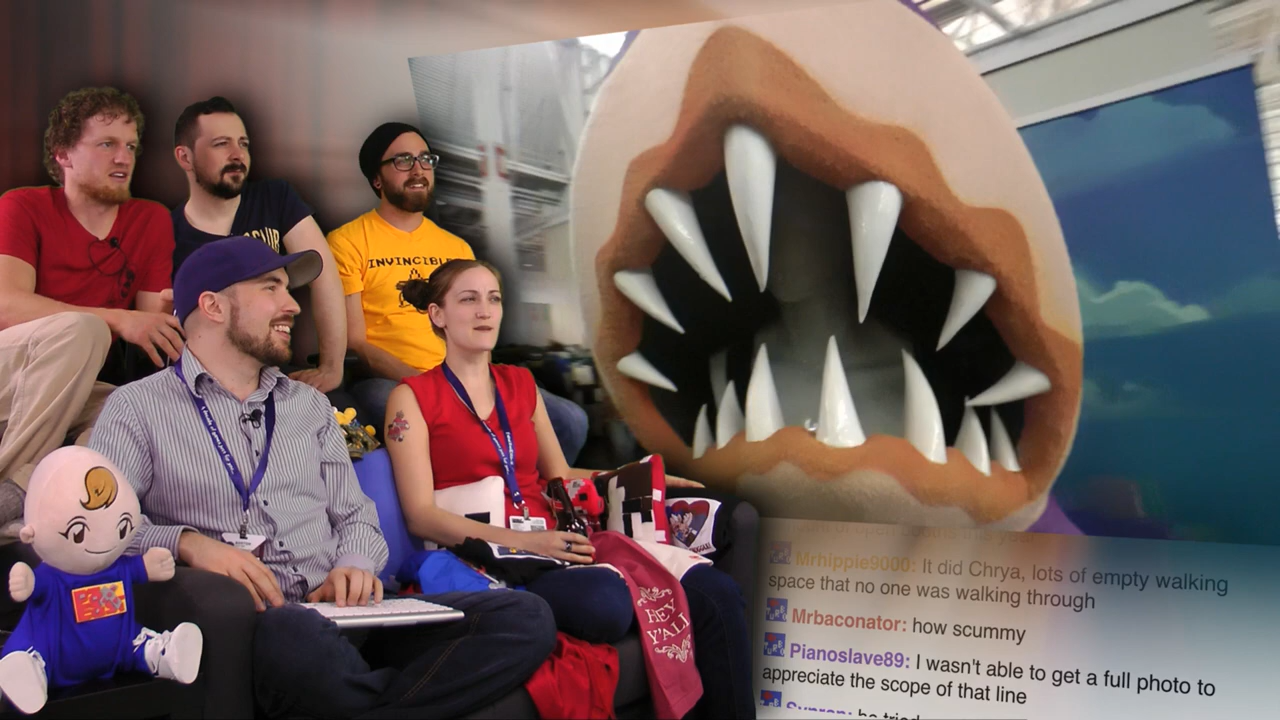 INVINCIBLE
HEY
Y'ALL
Mrhippie9000: It did Chrya, lots of empty walking
space that no one was walking through
Mrbaconator: how scummy
Pianoslave89: I wasn't able to get a full photo to
appreciate the scope of that line